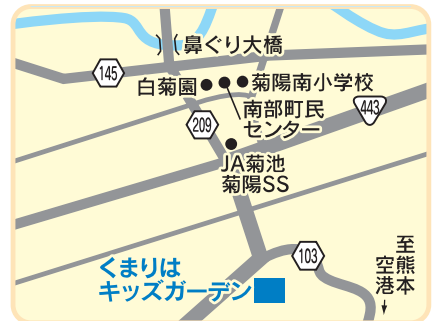 鼻ぐり大橋
145
白菊園
菊陽南小学校
南部町民
センター
443
209
JA菊池
菊陽SS
103
至熊本
空港
くまりは
キッズガーデン